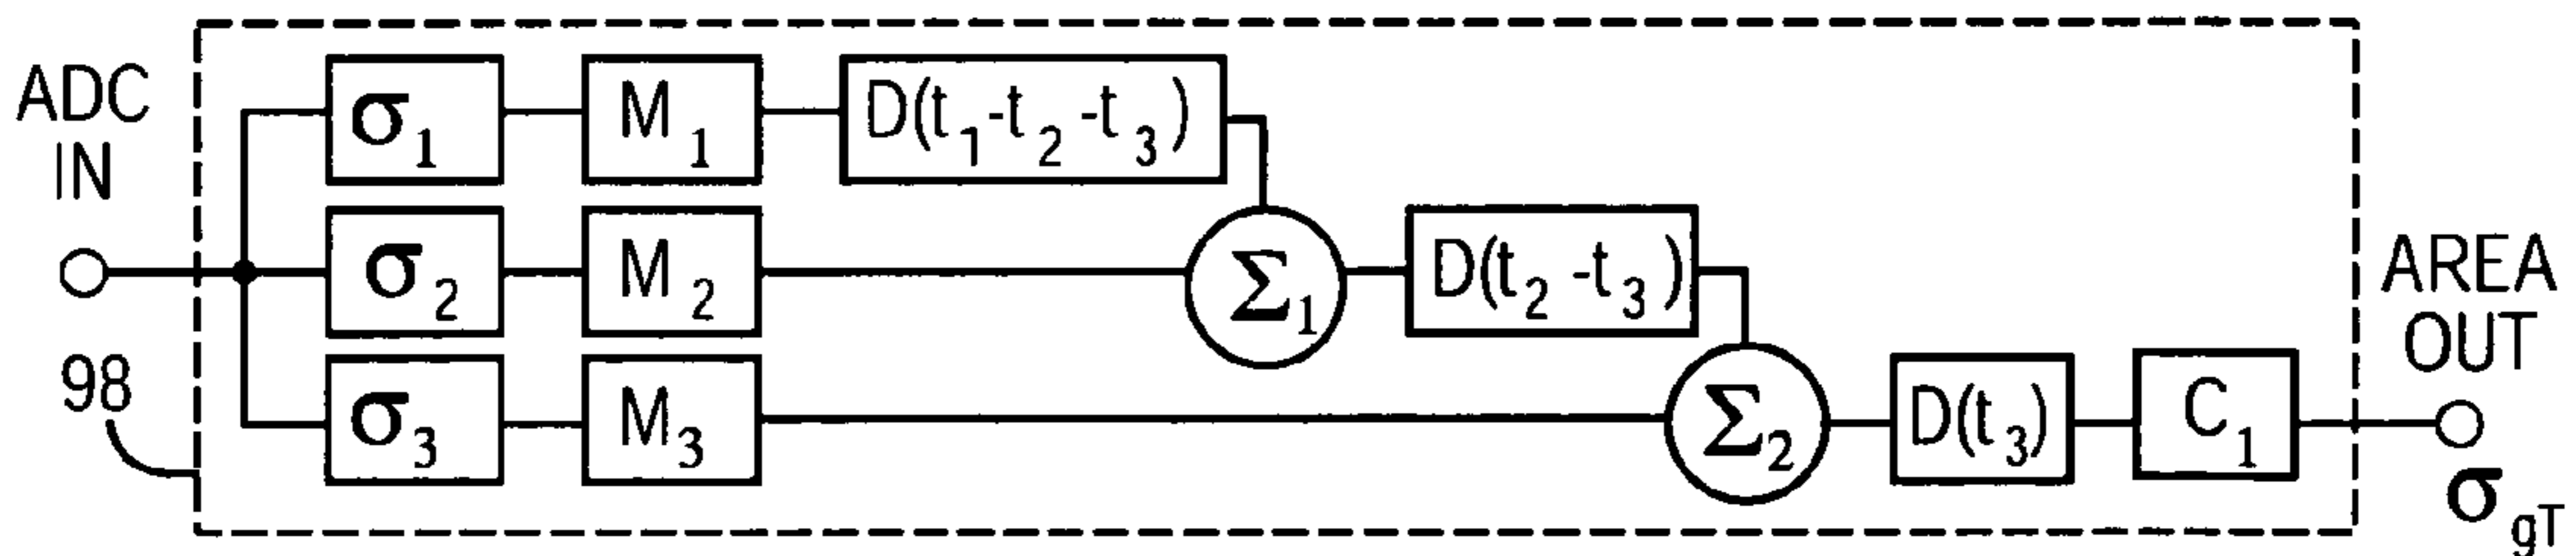 ADC
IN
98
σ1
M1
D(t1-t2-t3)
σ2
M2
Σ1
D(t2-t3)
σ3
M3
Σ2
D(t3)
C1
AREA
OUT
σgT